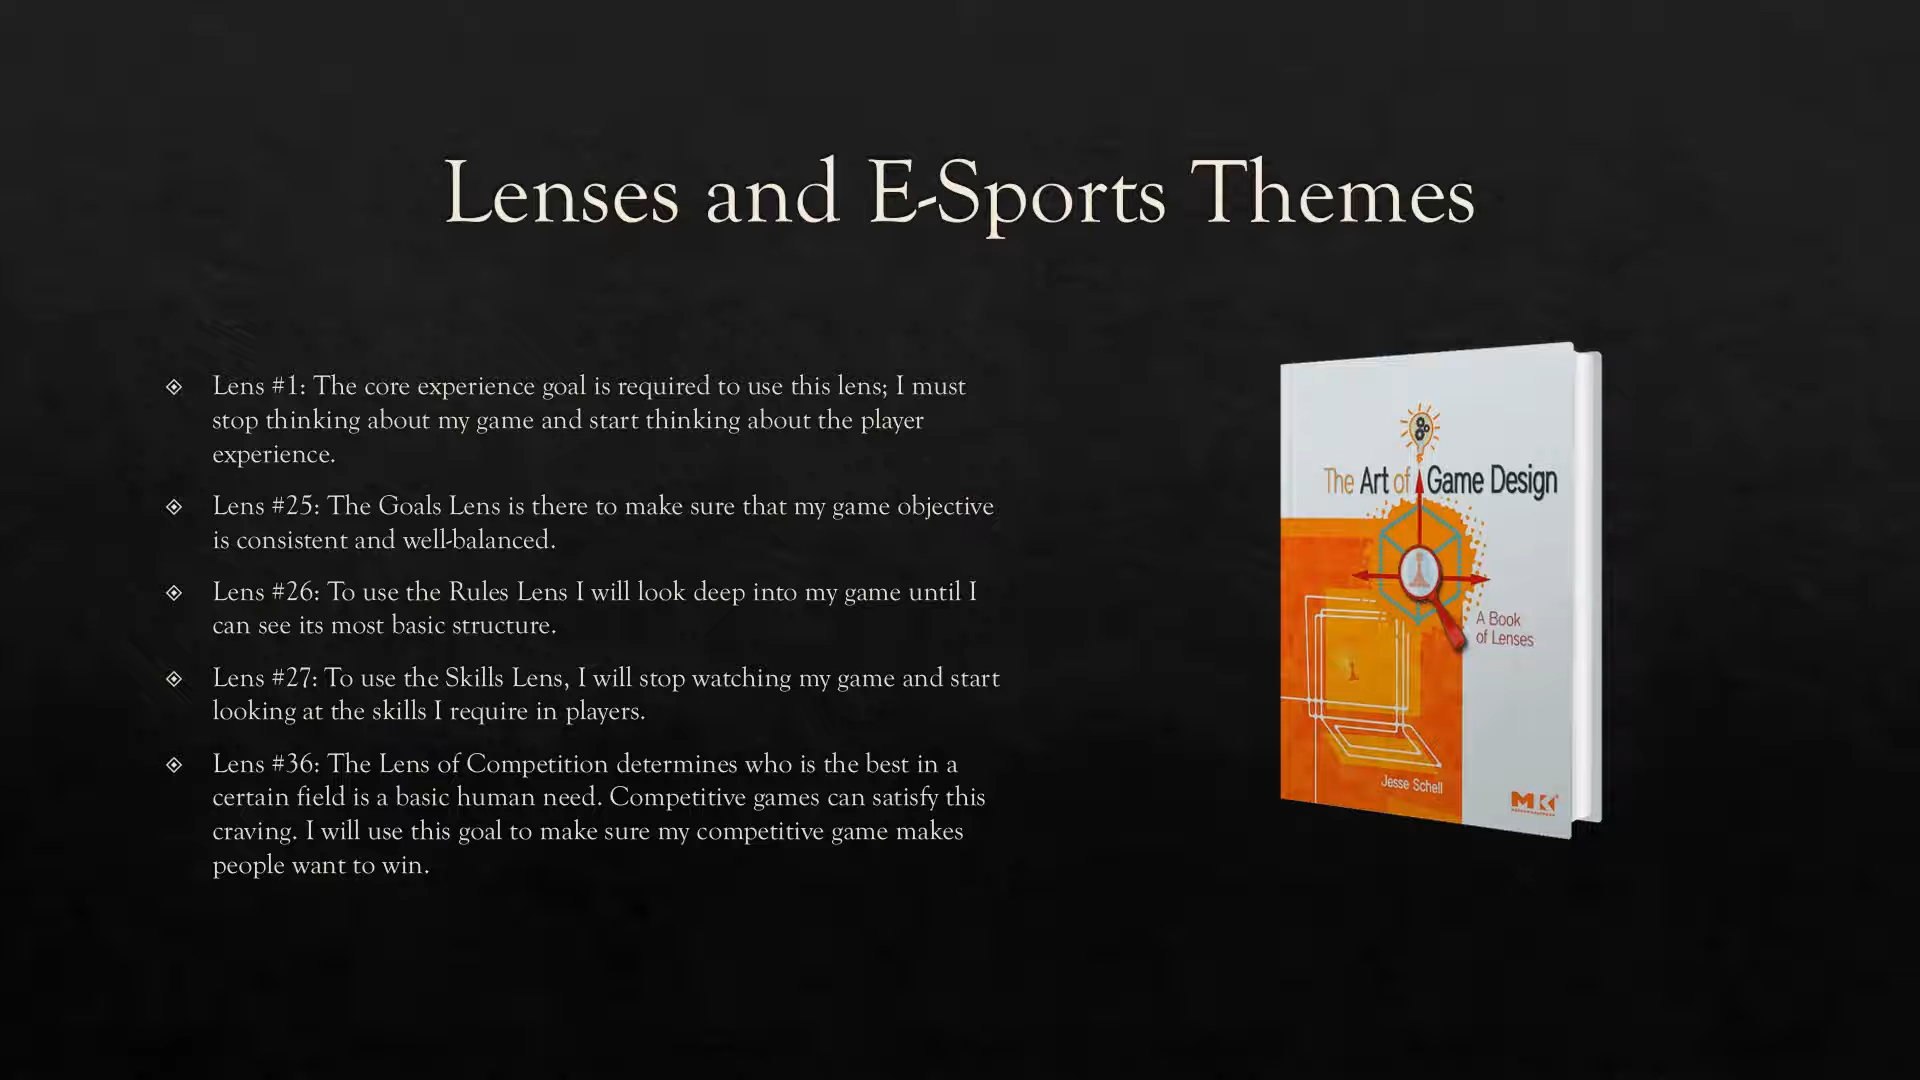 Lenses and E-Sports Themes
Lens #1: The core experience goal is required to use this lens; I must
stop thinking about my game and start thinking about the player
experience.
Lens #25: The Goals Lens is there to make sure that my game objective
is consistent and well-balanced.
Lens #26: To use the Rules Lens I will look deep into my game until I
can see its most basic structure.
Lens #27: To use the Skills Lens, I will stop watching my game and start
looking at the skills I require in players.
Lens #36: The Lens of Competition determines who is the best in a
certain field is a basic human need. Competitive games can satisfy this
craving. I will use this goal to make sure my competitive game makes
people want to win.
The Art of Game Design
A Book
of Lenses
Jesse Schell
MK